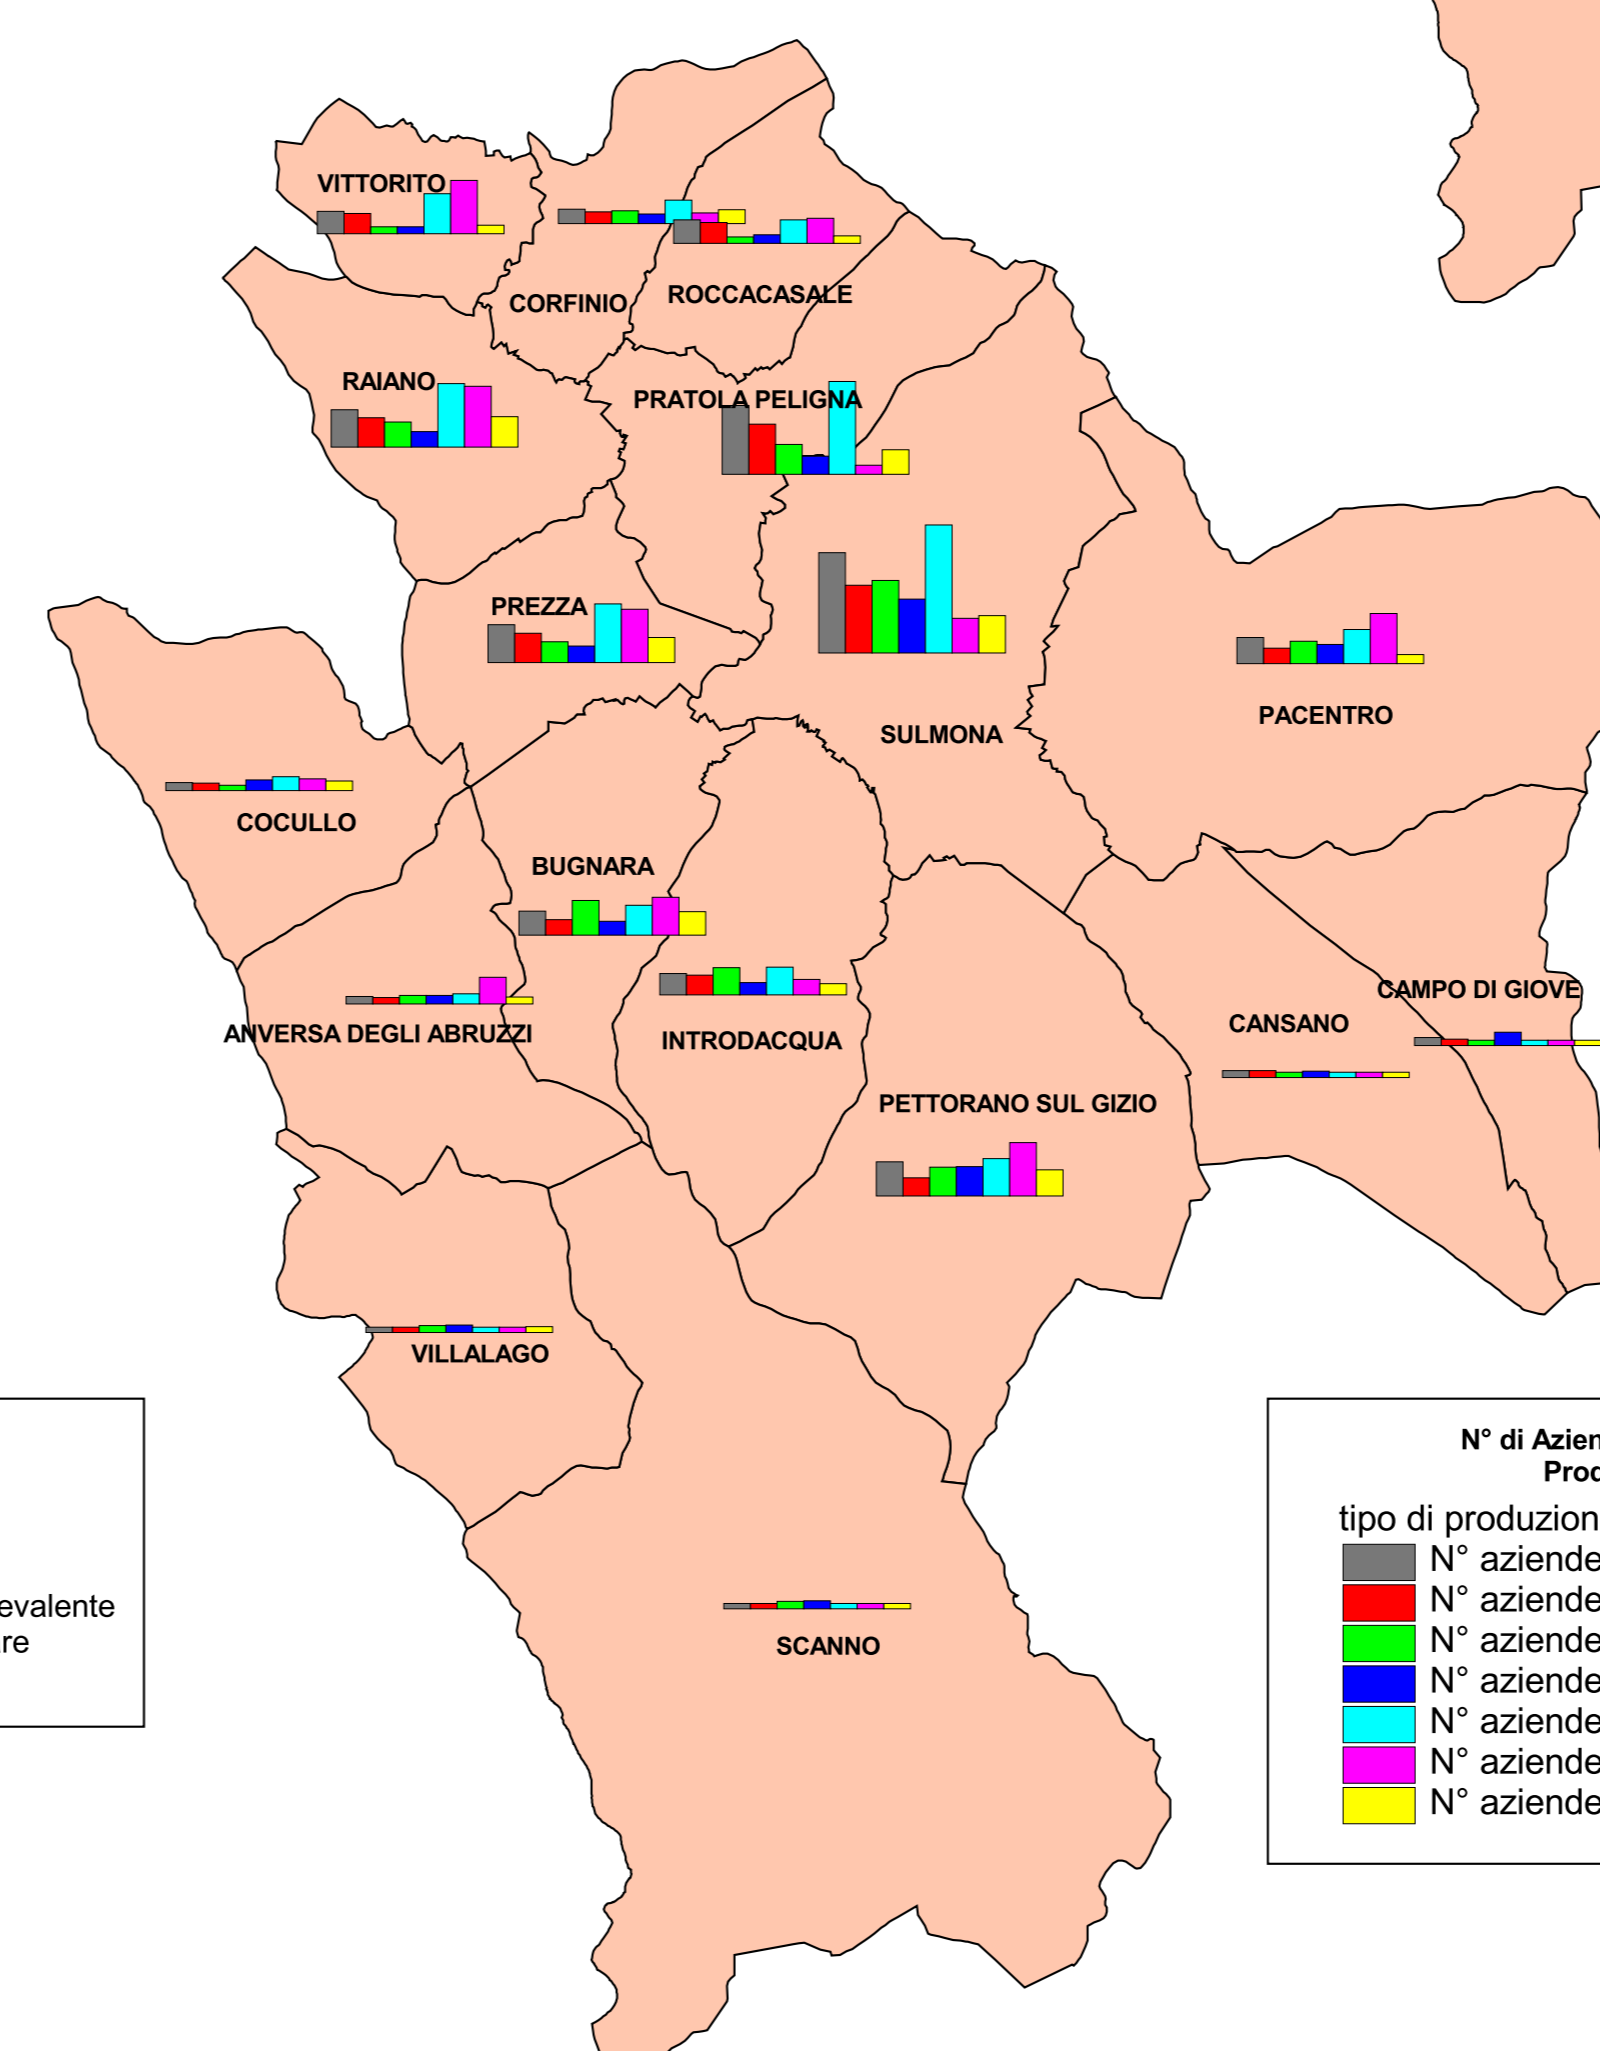 VITTORITO
CORFINIO
ROCCACASALE
RAIANO
PRATOLA PELIGNA
PREZZA
SULMONA
PACENTRO
COCULLO
BUGNARA
CAMPO DI GIOVE
CANSANO
ANVERSA DEGLI ABRUZZI
INTRODACQUA
PETTORANO SUL GIZIO
VILLALAGO
SCANNO
evalente
re
N° di Azien
Prod
tipo di produzion
N° aziende
N° aziende
N° aziende
N° aziende
N° aziende
N° aziende
N° aziende